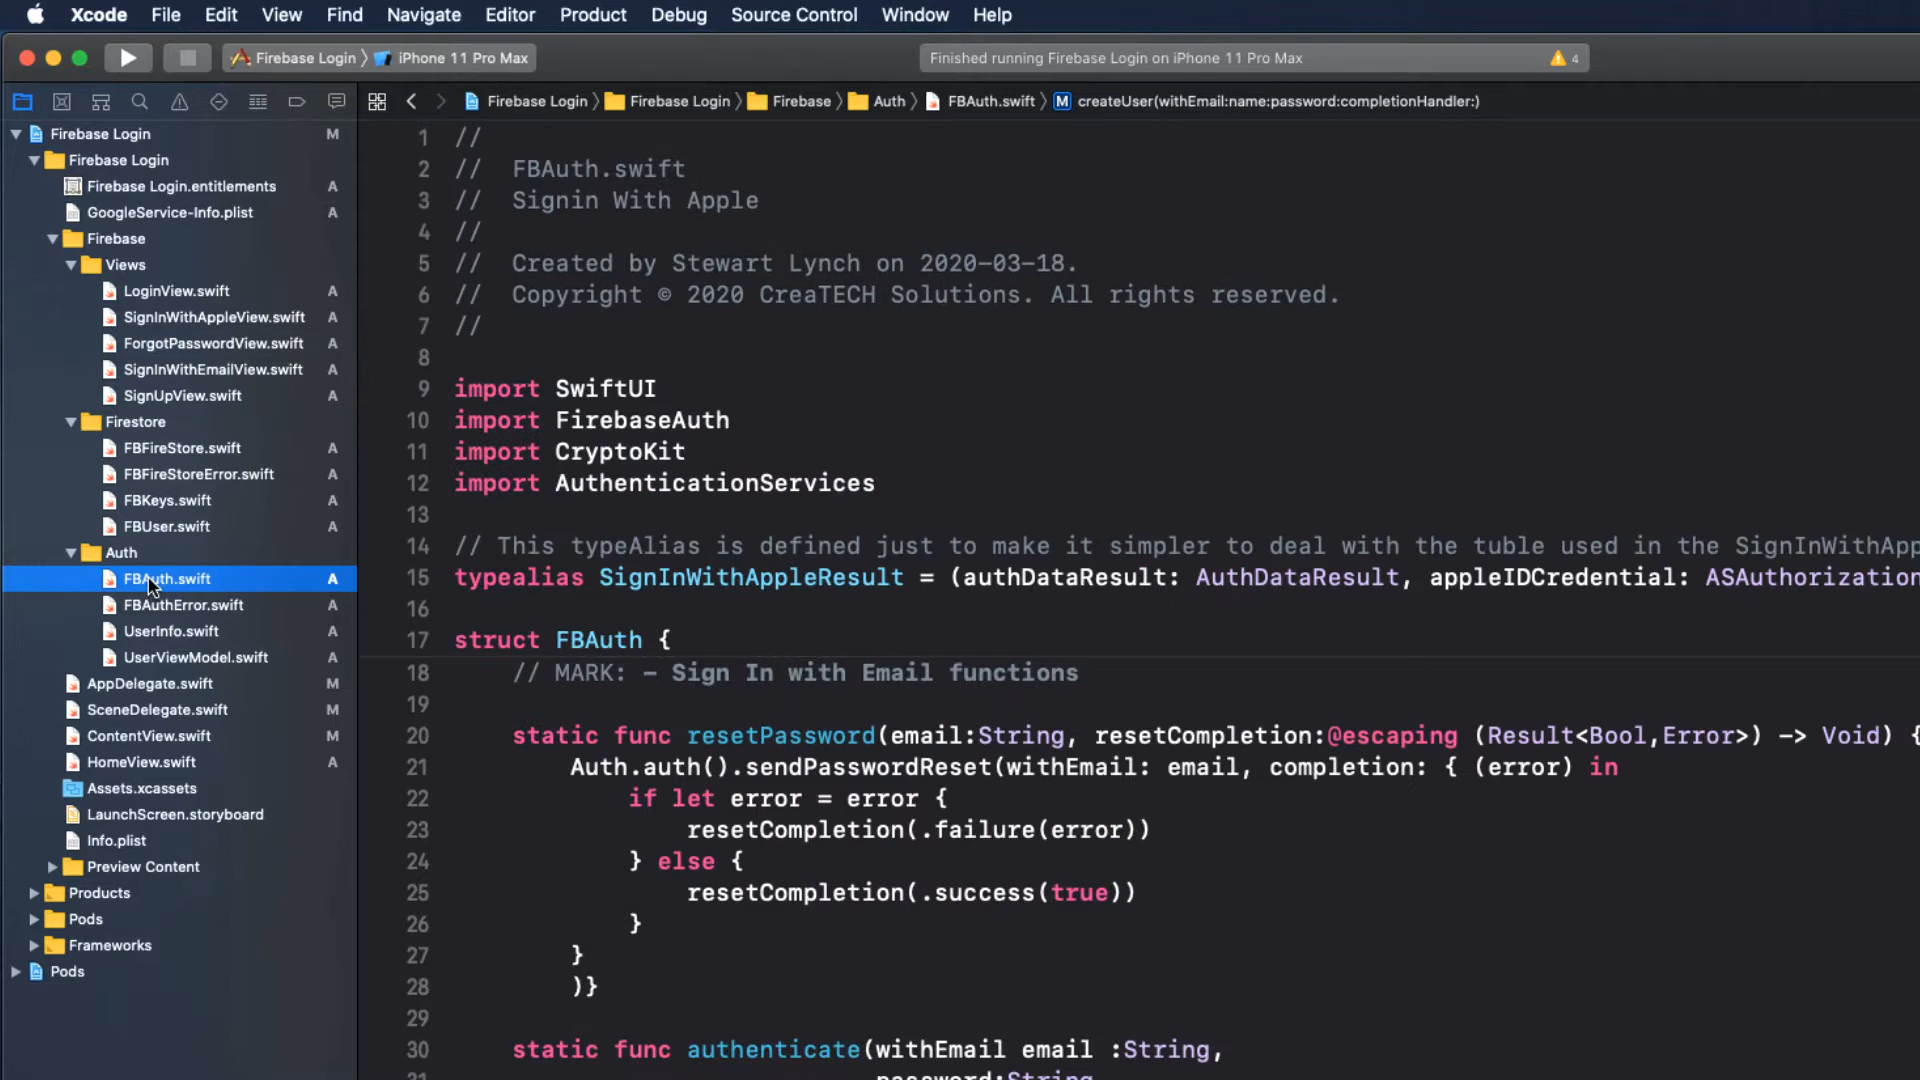 Xcode File Edit View Find Navigate Editor Product Debug Source Control Window Help
Firebase Login iPhone 11 Pro Max
Finished running Firebase Login on iPhone 11 Pro Max 4
Firebase Login Firebase Login Firebase Auth FBAuth.swift M createUser(withEmail:name:password:completionHandler:)
Firebase Login M
Firebase Login
Firebase Login.entitlements A
GoogleService-Info.plist A
Firebase
Views
LoginView.swift A
SignInWithAppleView.swift A
ForgotPasswordView.swift A
SignInWithEmailView.swift A
SignUpView.swift A
Firestore
FBFireStore.swift A
FBFireStoreError.swift A
FBKeys.swift A
FBUser.swift A
Auth
FBAuth.swift A
FBAuthError.swift A
UserInfo.swift A
UserViewModel.swift A
AppDelegate.swift M
SceneDelegate.swift M
ContentView.swift M
HomeView.swift A
Assets.xcassets
LaunchScreen.storyboard
Info.plist
Preview Content
Products
Pods
Frameworks
Pods
1 //
2 //  FBAuth.swift
3 //  Signin With Apple
4 //
5 //  Created by Stewart Lynch on 2020-03-18.
6 //  Copyright © 2020 CreaTECH Solutions. All rights reserved.
7 //
8
9 import SwiftUI
10 import FirebaseAuth
11 import CryptoKit
12 import AuthenticationServices
13
14 // This typeAlias is defined just to make it simpler to deal with the tuble used in the SignInWithApp
15 typealias SignInWithAppleResult = (authDataResult: AuthDataResult, appleIDCredential: ASAuthorization
16
17 struct FBAuth {
18     // MARK: - Sign In with Email functions
19
20     static func resetPassword(email:String, resetCompletion:@escaping (Result<Bool,Error>) -> Void) {
21         Auth.auth().sendPasswordReset(withEmail: email, completion: { (error) in
22             if let error = error {
23                 resetCompletion(.failure(error))
24             } else {
25                 resetCompletion(.success(true))
26             }
27         }
28         )}
29
30     static func authenticate(withEmail email :String,
31                              password:String,